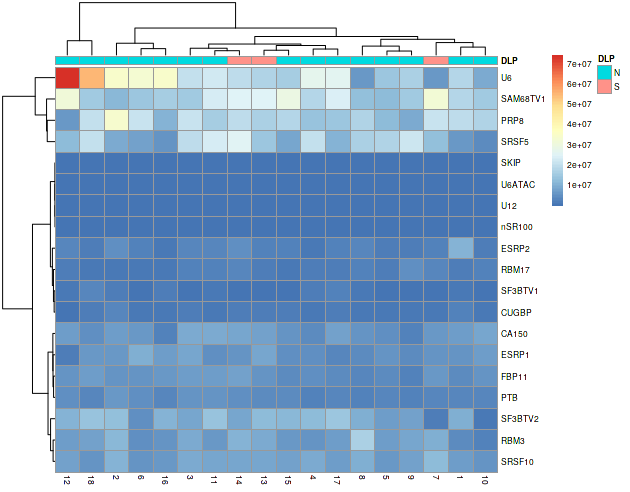 DLP
DLP
N
S
7e+07
6e+07
5e+07
4e+07
3e+07
2e+07
1e+07
U6
SAM68TV1
PRP8
SRSF5
SKIP
U6ATAC
U12
nSR100
ESRP2
RBM17
SF3BTV1
CUGBP
CA150
ESRP1
FBP11
PTB
SF3BTV2
RBM3
SRSF10
12 18 2 6 16 3 11 14 13 15 4 17 8 5 9 7 1 10